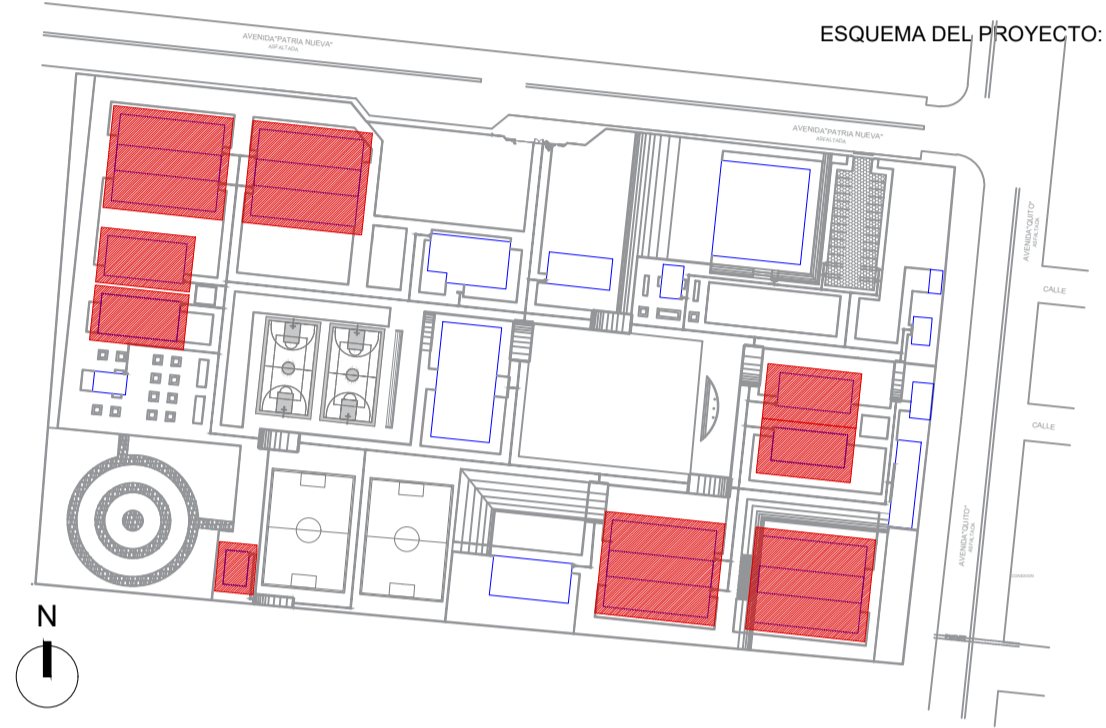 ESQUEMA DEL PROYECTO:
AVENIDA"PATRIA NUEVA"
ASFALTADA
AVENIDA"PATRIA NUEVA"
ASFALTADA
AVENIDA"QUITO"
ASFALTADA
CALLE
CALLE
AVENIDA"QUITO"
ASFALTADA
N